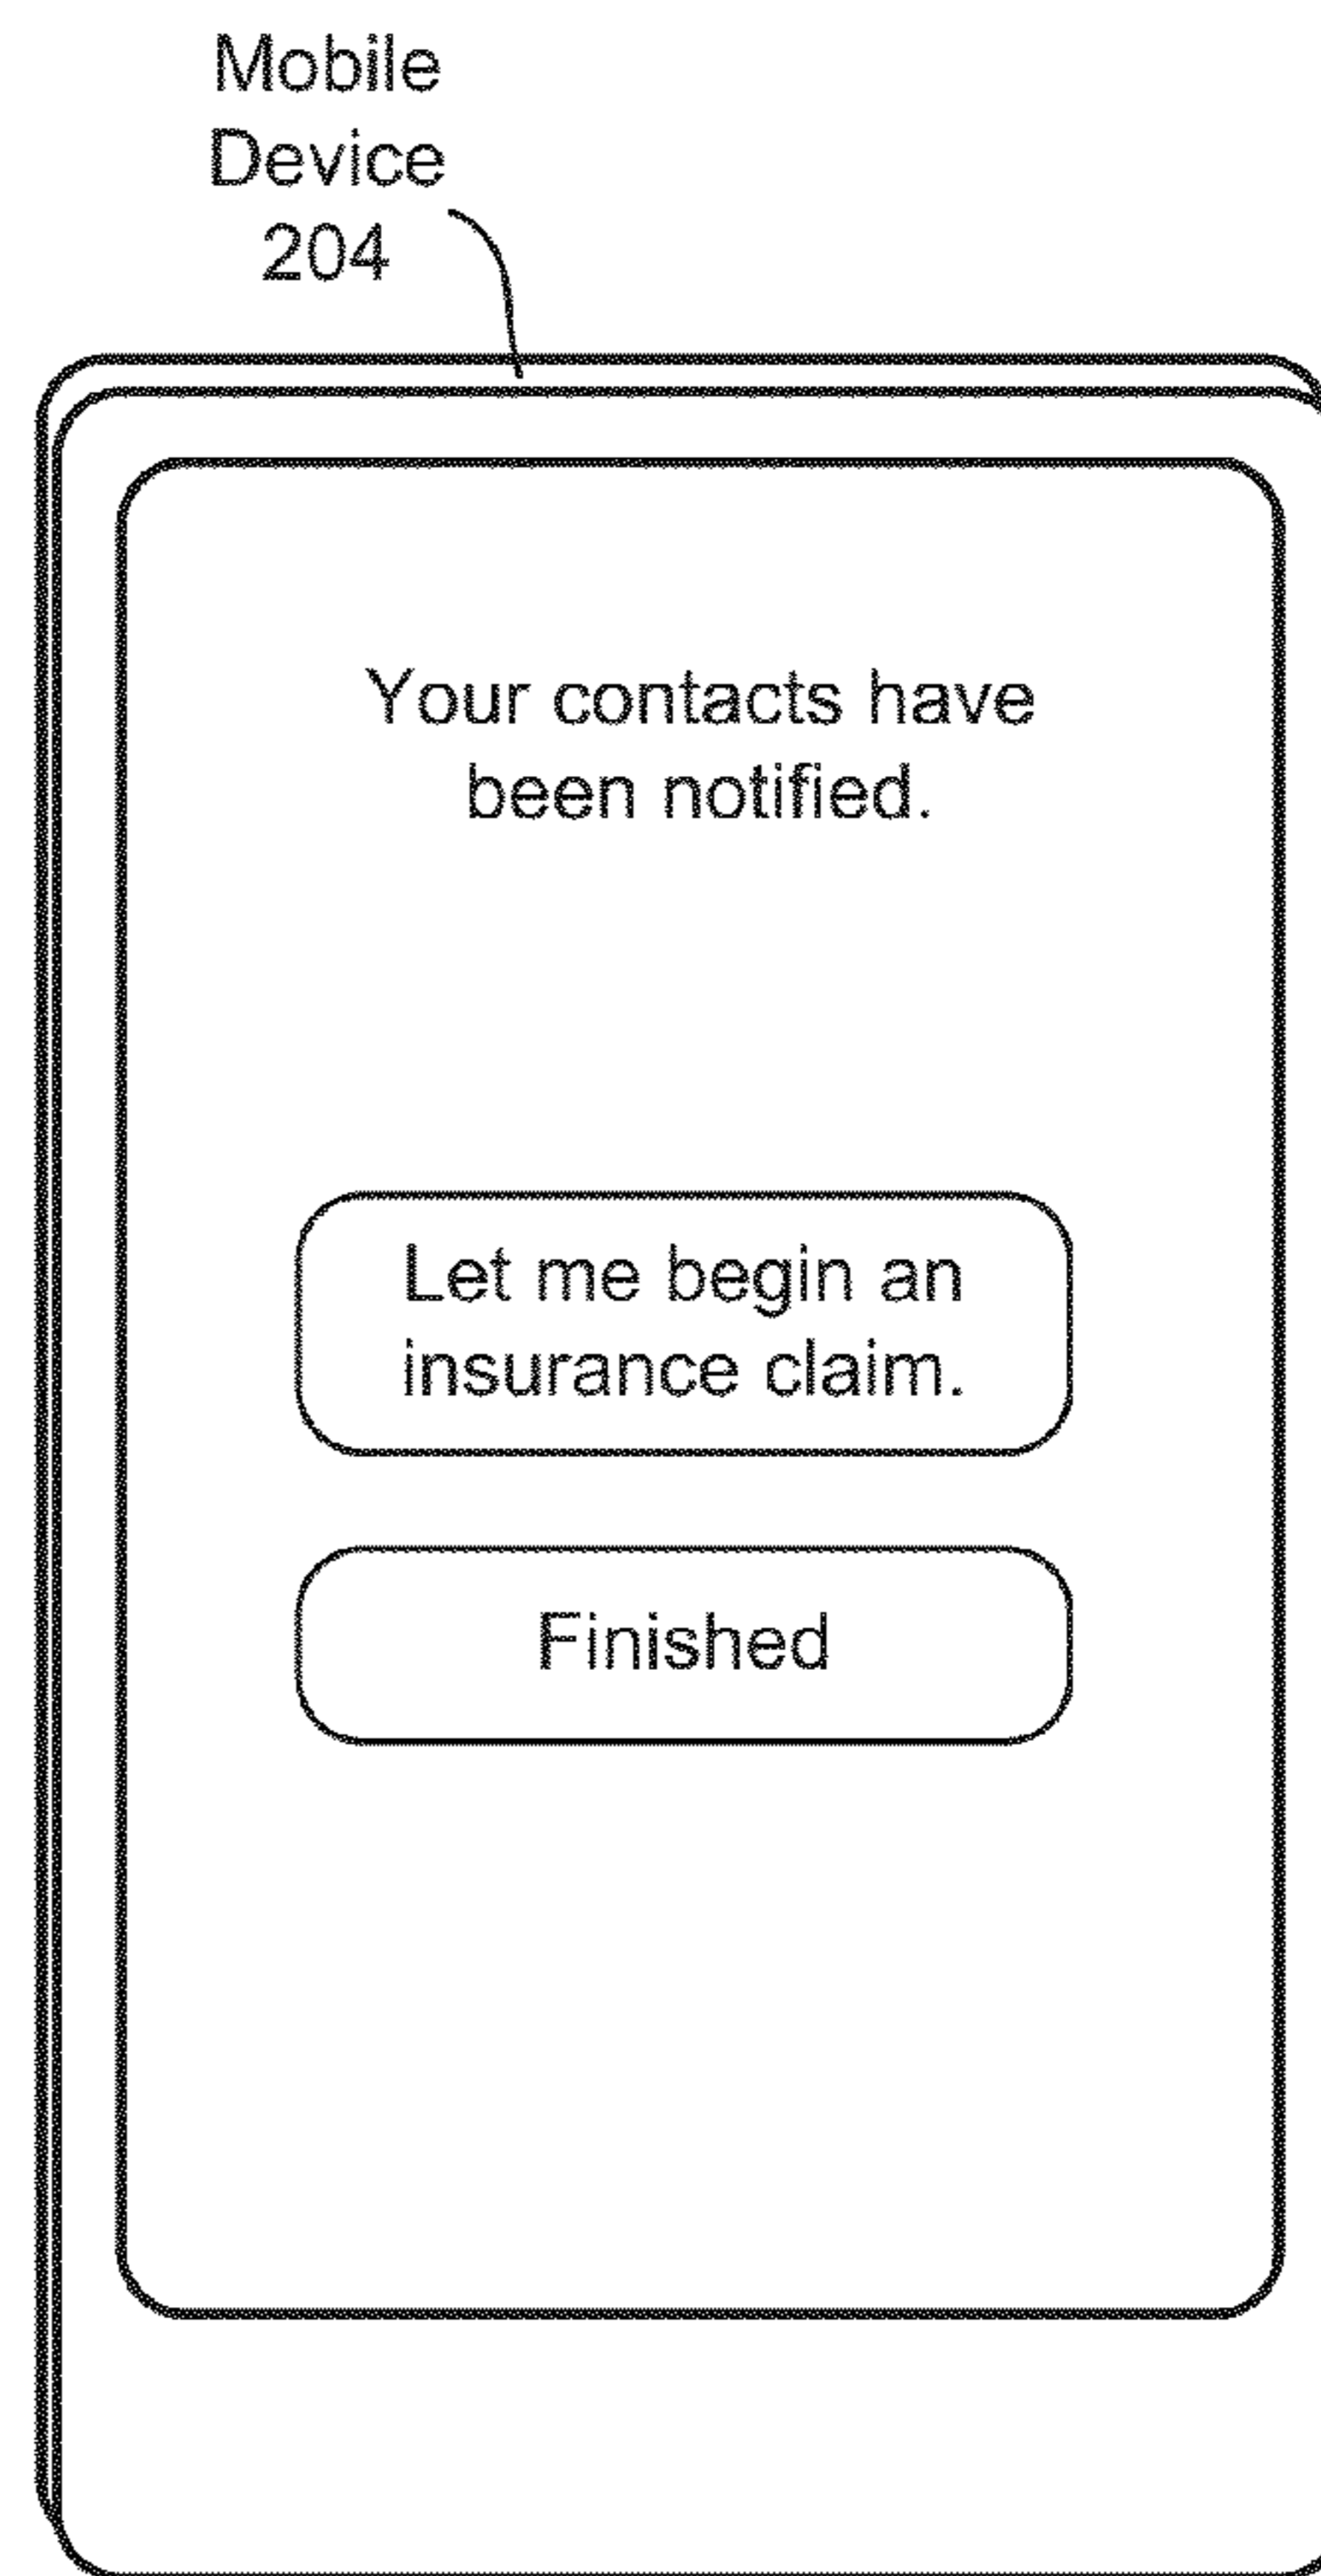 Mobile
Device
204
Your contacts have
been notified.
Let me begin an
insurance claim.
Finished